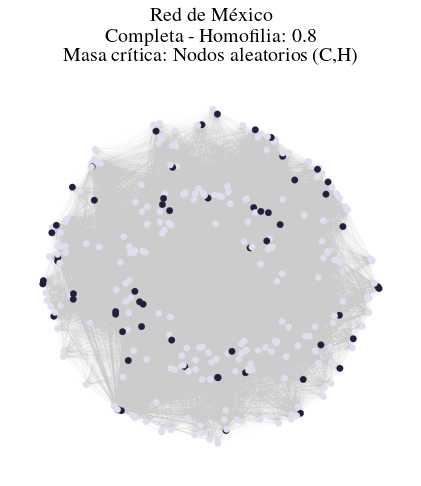 Red de México
Completa - Homofilia: 0.8
Masa crítica: Nodos aleatorios (C,H)